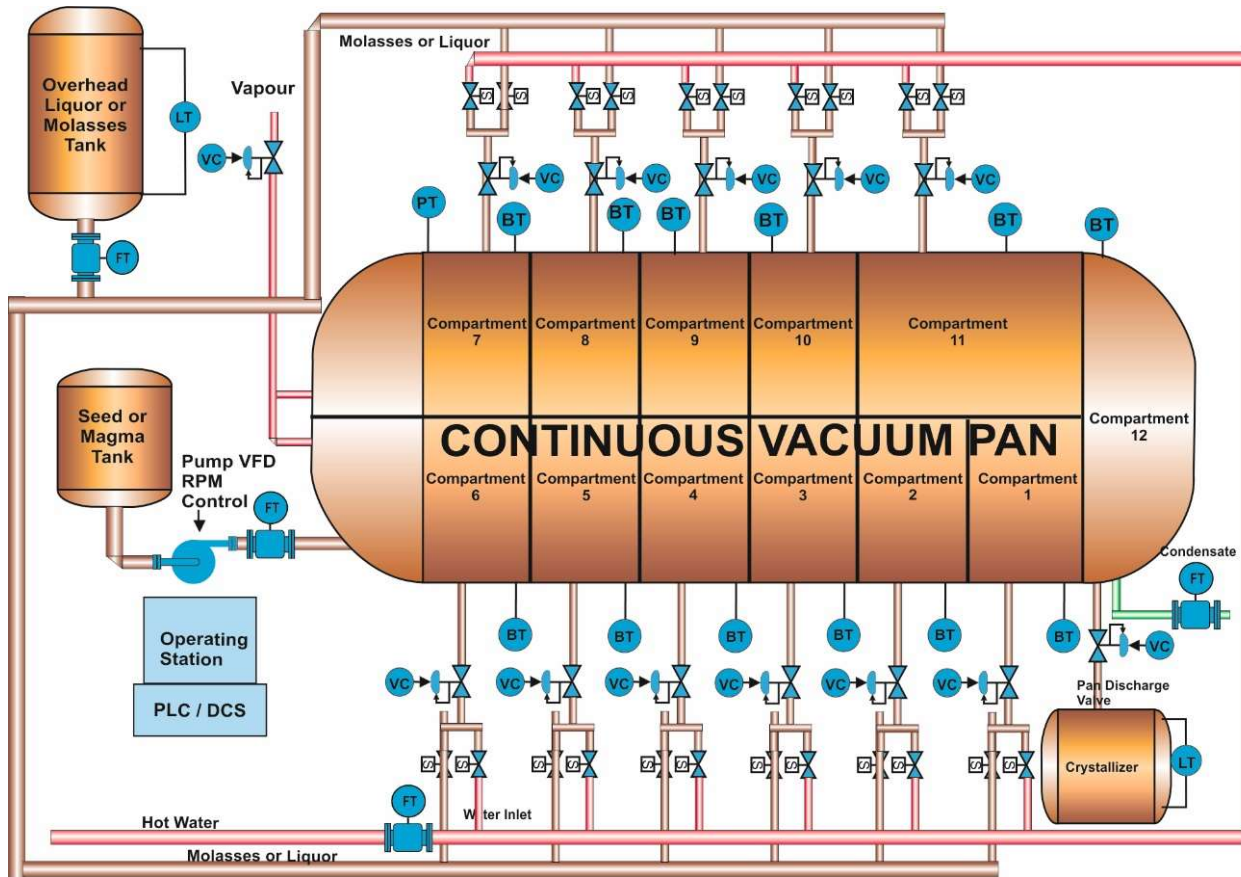 Molasses or Liquor
Overhead
Liquor or
Molasses
Tank
LT
Vapour
VC
FT
S
S
S
S
S
S
S
S
S
S
VC
VC
VC
VC
VC
PT
BT
BT
BT
BT
BT
BT
Compartment
7
Compartment
8
Compartment
9
Compartment
10
Compartment
11
Compartment
12
CONTINUOUS VACUUM PAN
Seed or
Magma
Tank
Pump VFD
RPM
Control
FT
Compartment
6
Compartment
5
Compartment
4
Compartment
3
Compartment
2
Compartment
1
Condensate
FT
Operating
Station
PLC / DCS
BT
BT
BT
BT
BT
BT
VC
VC
VC
VC
VC
VC
VC
Pan Discharge
Valve
Crystallizer
LT
S
S
S
S
S
S
S
S
S
S
S
S
FT
Water Inlet
Hot Water
Molasses or Liquor